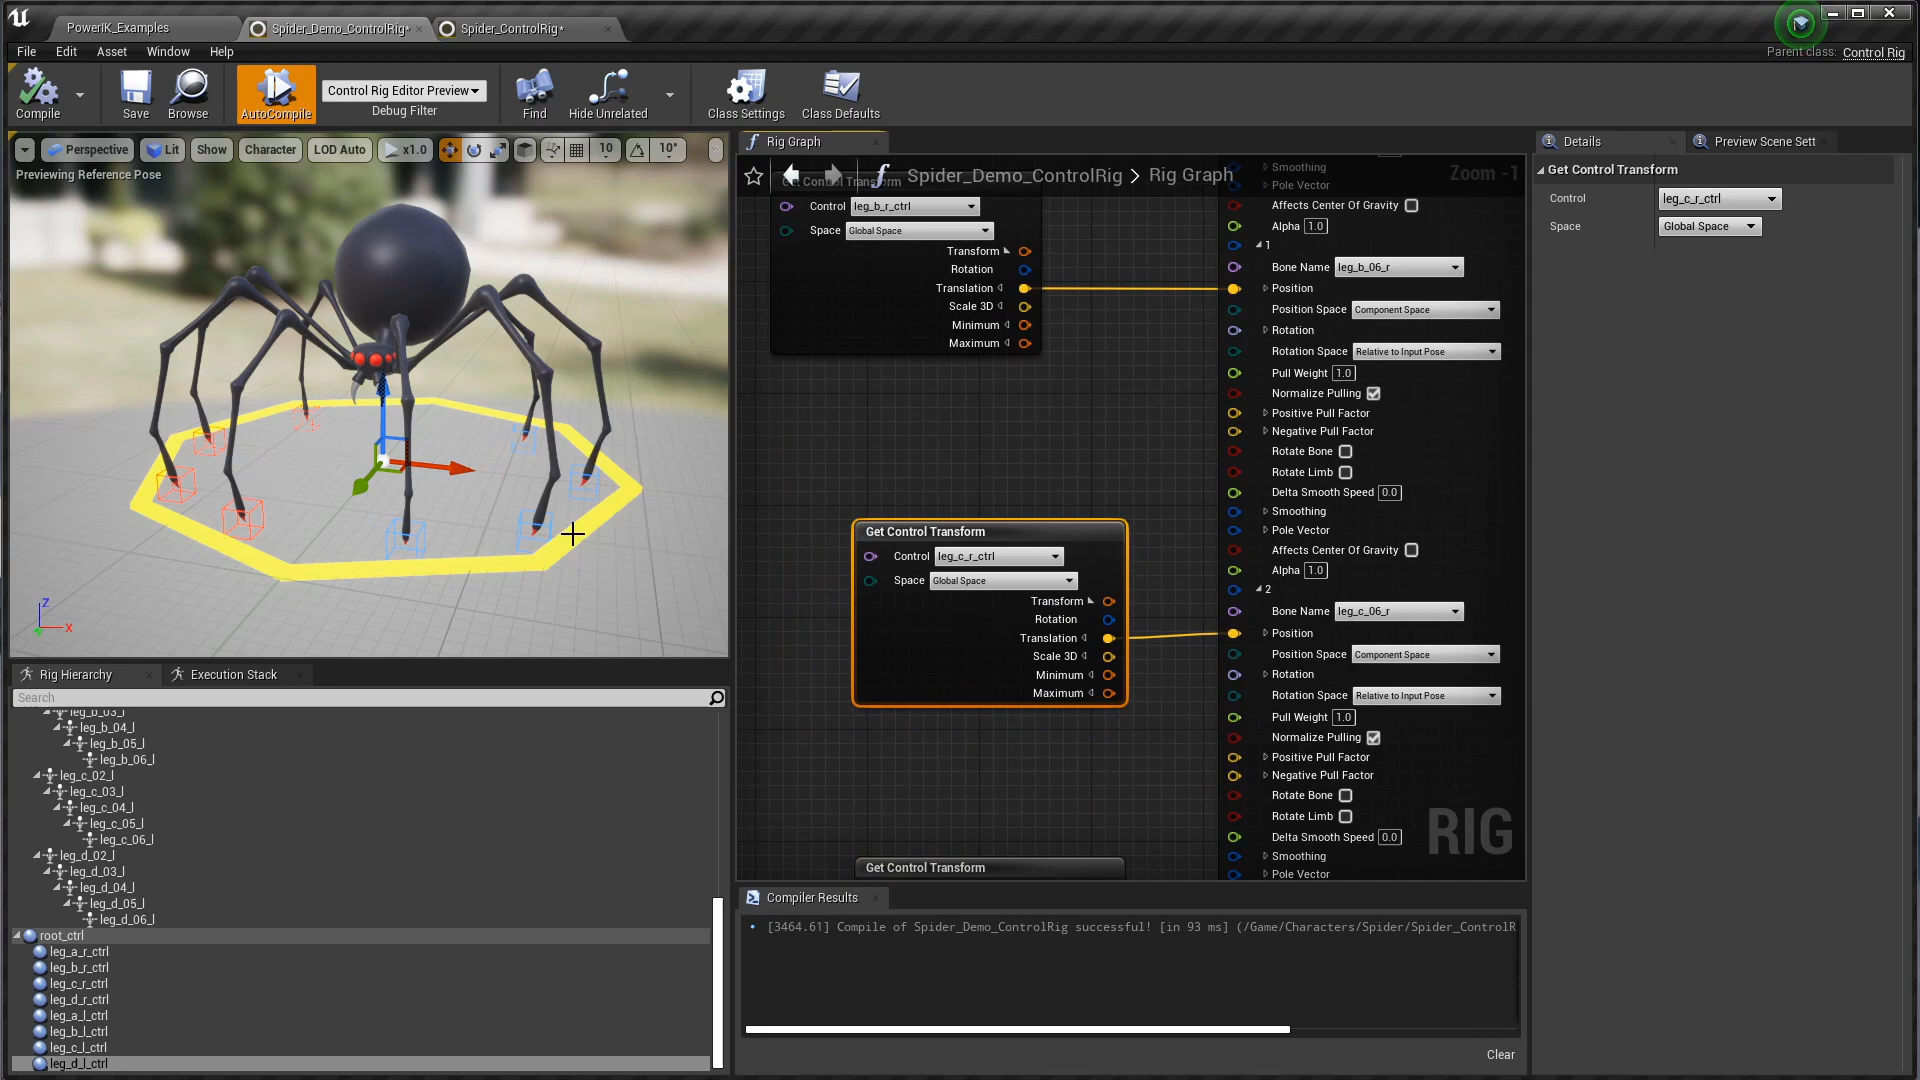 PowerIK_Examples
Spider_Demo_ControlRig*
Spider_ControlRig*
File Edit Asset Window Help
Parent class: Control Rig
Compile
Save
Browse
AutoCompile
Control Rig Editor Preview
Debug Filter
Find
Hide Unrelated
Class Settings
Class Defaults
Perspective
Lit
Show
Character
LOD Auto
x1.0
10
10°
Previewing Reference Pose
Z
X
Rig Graph
Spider_Demo_ControlRig > Rig Graph
Zoom -1
Get Control Transform
Control leg_b_r_ctrl
Space Global Space
Transform
Rotation
Translation
Scale 3D
Minimum
Maximum
Get Control Transform
Control leg_c_r_ctrl
Space Global Space
Transform
Rotation
Translation
Scale 3D
Minimum
Maximum
Get Control Transform
Smoothing
Pole Vector
Affects Center Of Gravity
Alpha 1.0
1
Bone Name leg_b_06_r
Position
Position Space Component Space
Rotation
Rotation Space Relative to Input Pose
Pull Weight 1.0
Normalize Pulling
Positive Pull Factor
Negative Pull Factor
Rotate Bone
Rotate Limb
Delta Smooth Speed 0.0
Smoothing
Pole Vector
Affects Center Of Gravity
Alpha 1.0
2
Bone Name leg_c_06_r
Position
Position Space Component Space
Rotation
Rotation Space Relative to Input Pose
Pull Weight 1.0
Normalize Pulling
Positive Pull Factor
Negative Pull Factor
Rotate Bone
Rotate Limb
Delta Smooth Speed 0.0
Smoothing
Pole Vector
RIG
Details
Preview Scene Sett
Get Control Transform
Control leg_c_r_ctrl
Space Global Space
Rig Hierarchy
Execution Stack
Search
leg_b_03_l
leg_b_04_l
leg_b_05_l
leg_b_06_l
leg_c_02_l
leg_c_03_l
leg_c_04_l
leg_c_05_l
leg_c_06_l
leg_d_02_l
leg_d_03_l
leg_d_04_l
leg_d_05_l
leg_d_06_l
root_ctrl
leg_a_r_ctrl
leg_b_r_ctrl
leg_c_r_ctrl
leg_d_r_ctrl
leg_a_l_ctrl
leg_b_l_ctrl
leg_c_l_ctrl
leg_d_l_ctrl
Compiler Results
[3464.61] Compile of Spider_Demo_ControlRig successful! [in 93 ms] (/Game/Characters/Spider/Spider_ControlR
Clear